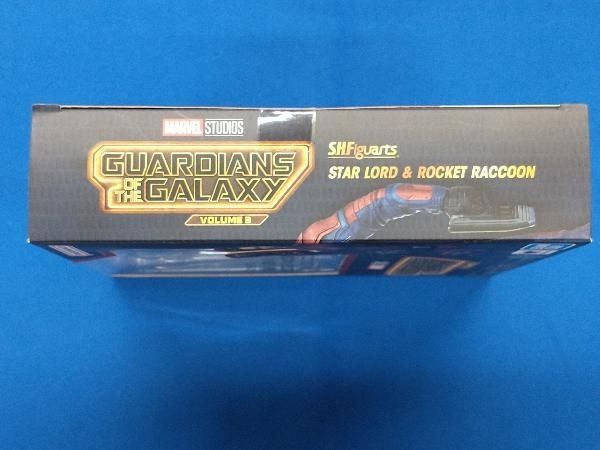 MARVEL STUDIOS
GUARDIANS
OF THE
GALAXY
VOLUME 3
S.H.Figuarts
STAR LORD & ROCKET RACCOON